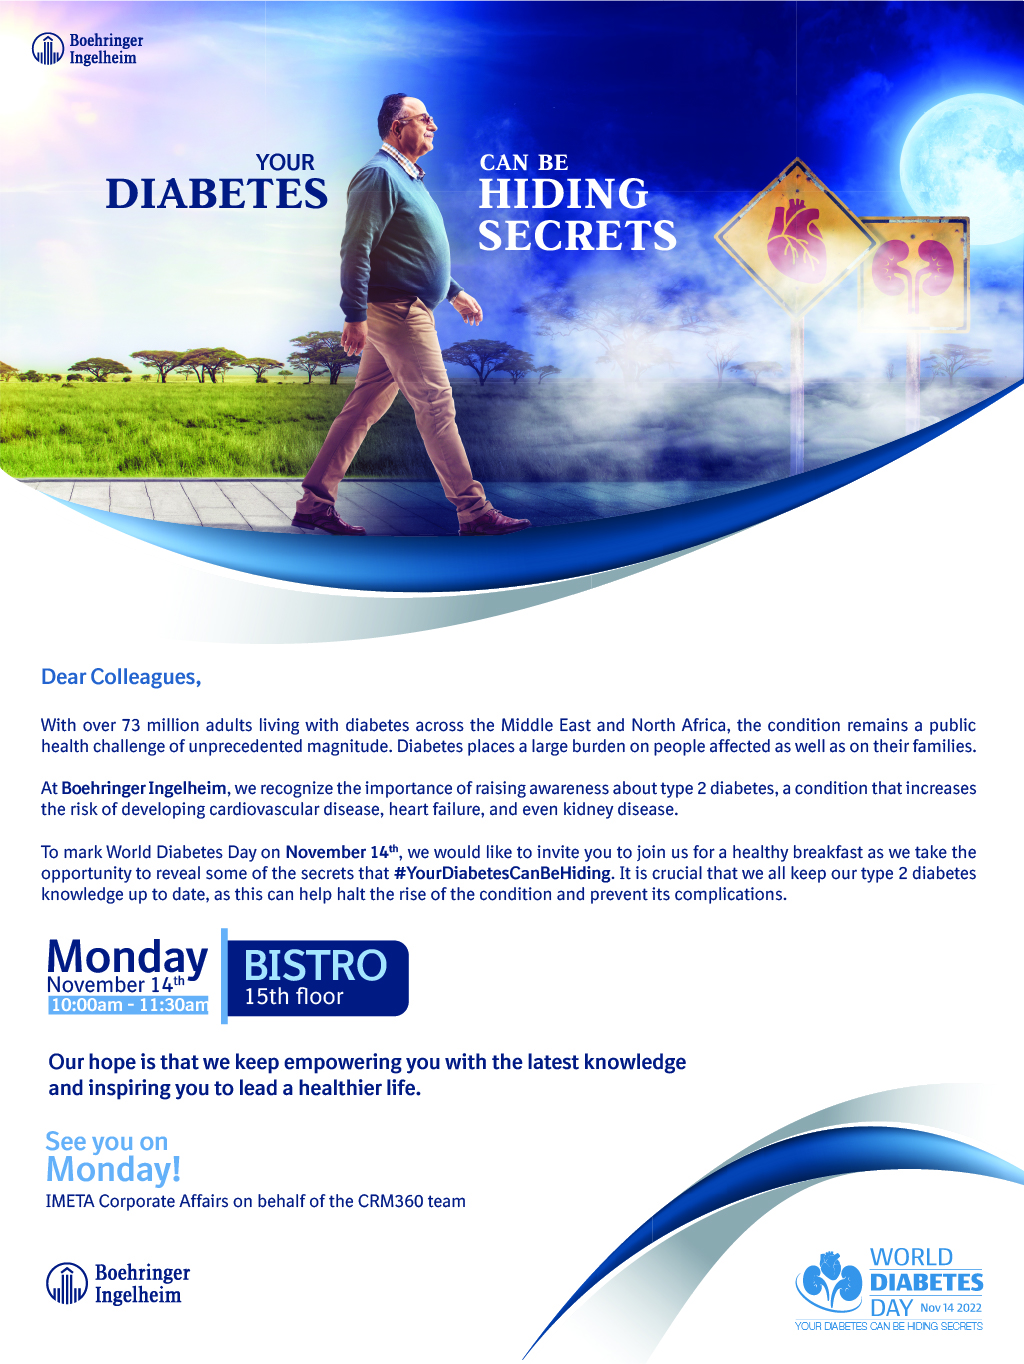 Boehringer
Ingelheim
YOUR
DIABETES
CAN BE
HIDING
SECRETS
Dear Colleagues,
With over 73 million adults living with diabetes across the Middle East and North Africa, the condition remains a public
health challenge of unprecedented magnitude. Diabetes places a large burden on people affected as well as on their families.
At Boehringer Ingelheim, we recognize the importance of raising awareness about type 2 diabetes, a condition that increases
the risk of developing cardiovascular disease, heart failure, and even kidney disease.
To mark World Diabetes Day on November 14th, we would like to invite you to join us for a healthy breakfast as we take the
opportunity to reveal some of the secrets that #YourDiabetesCanBeHiding. It is crucial that we all keep our type 2 diabetes
knowledge up to date, as this can help halt the rise of the condition and prevent its complications.
Monday
November 14th
10:00am - 11:30am
BISTRO
15th floor
Our hope is that we keep empowering you with the latest knowledge
and inspiring you to lead a healthier life.
See you on
Monday!
IMETA Corporate Affairs on behalf of the CRM360 team
Boehringer
Ingelheim
WORLD
DIABETES
DAY Nov 14 2022
YOUR DIABETES CAN BE HIDING SECRETS